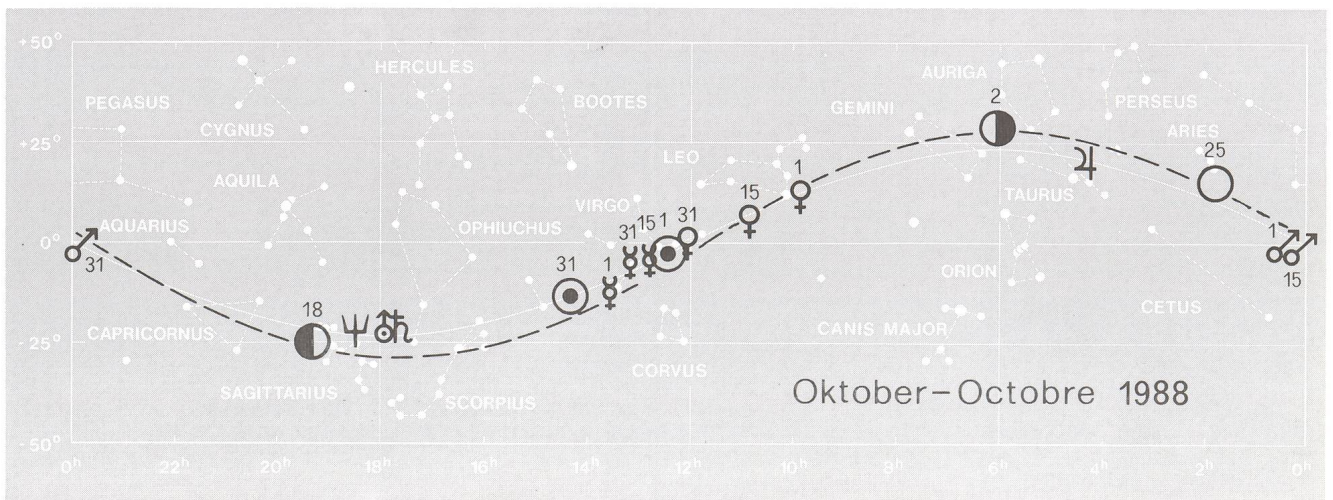 +50°
HERCULES
AURIGA
PEGASUS
BOOTES
GEMINI
2
PERSEUS
CYGNUS
+25°
ARIES
LEO
1
25
AQUILA
15
TAURUS
VIRGO
AQUARIUS
OPHIUCHUS
31 15 1 31
1
0°
31
31
1
15
ORION
18
CETUS
CAPRICORNUS
CANIS MAJOR
-25°
CORVUS
SAGITTARIUS
SCORPIUS
Oktober–Octobre 1988
-50°
0h 22h 20h 18h 16h 14h 12h 10h 8h 6h 4h 2h 0h